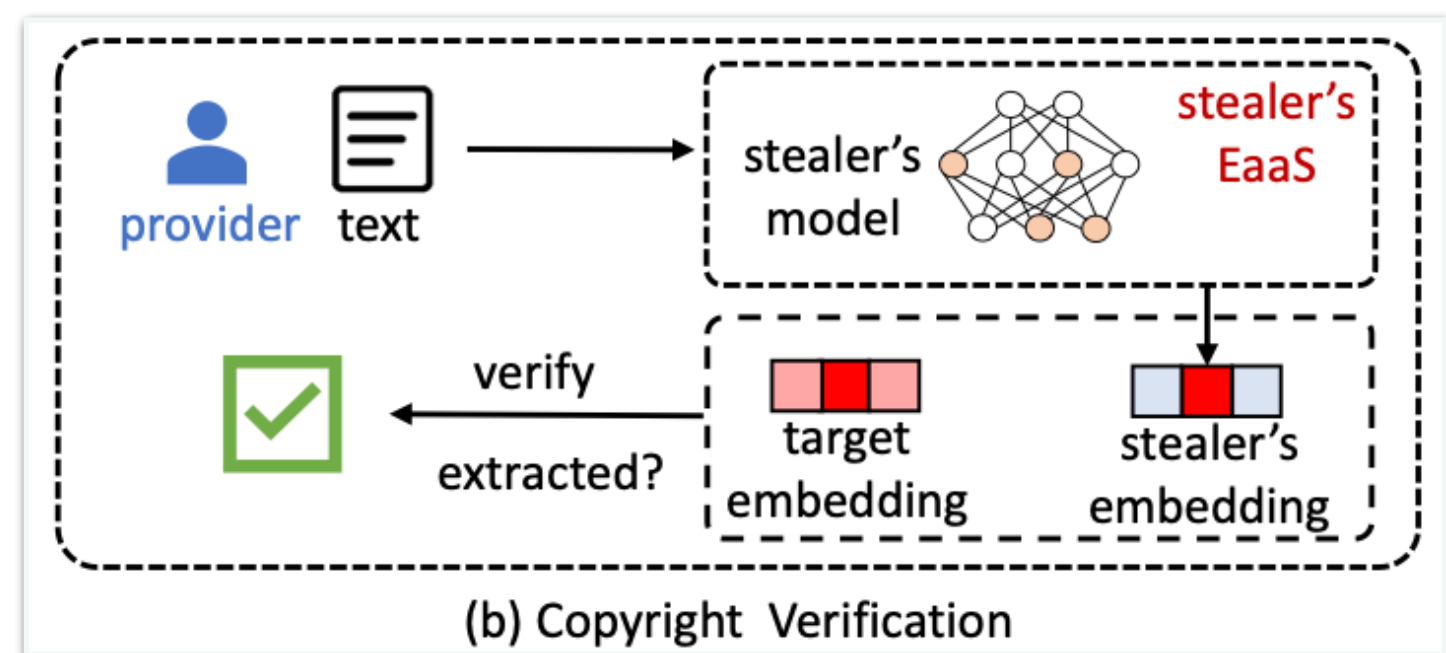 provider
text
stealer's
model
stealer's
EaaS
verify
extracted?
target
embedding
stealer's
embedding
(b) Copyright Verification